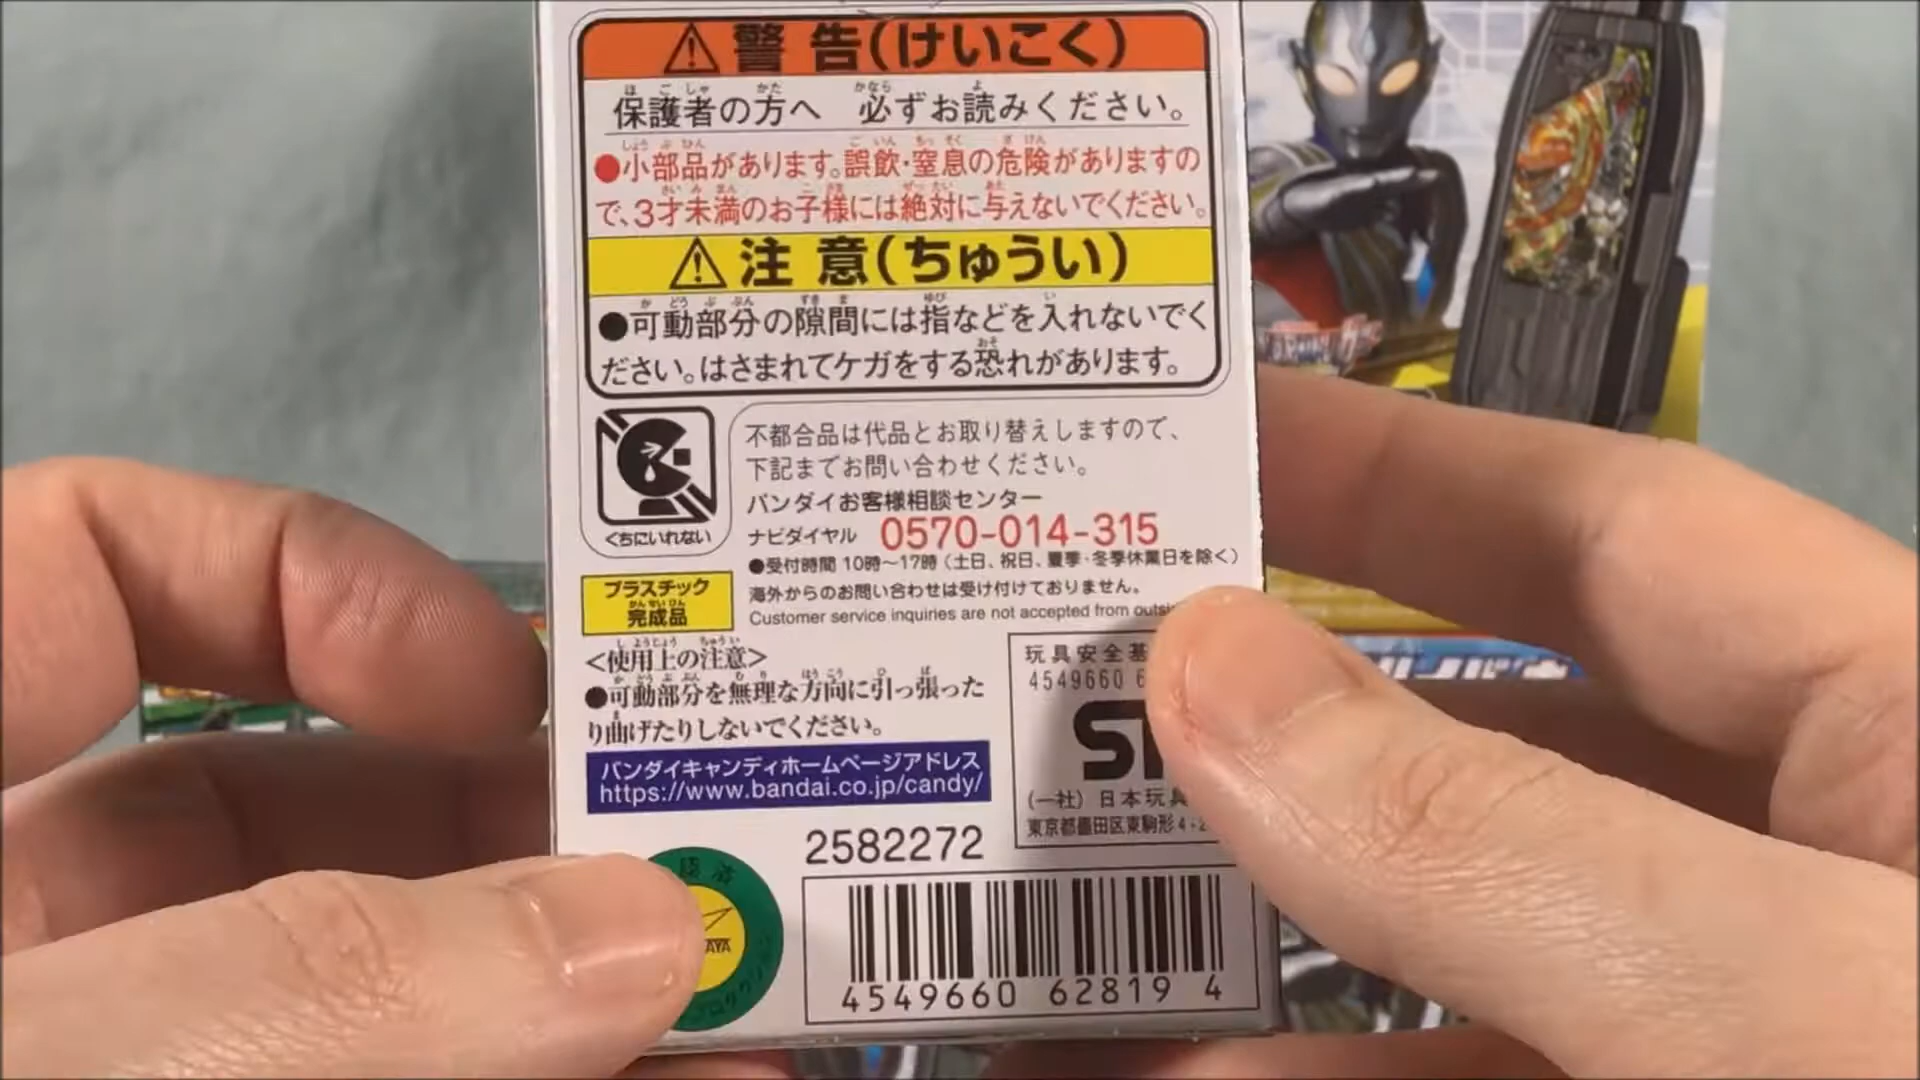 警告(けいこく)
保護者の方へ 必ずお読みください。
●小部品があります。誤飲・窒息の危険がありますの
で、3才未満のお子様には絶対に与えないでください。
注意(ちゅうい)
●可動部分の隙間には指などを入れないでく
ださい。はさまれてケガをする恐れがあります。
くちにいれない
不都合品は代品とお取り替えしますので、
下記までお問い合わせください。
バンダイお客様相談センター
ナビダイヤル 0570-014-315
●受付時間 10時〜17時(土日、祝日、夏季・冬季休業日を除く)
海外からのお問い合わせは受け付けておりません。
Customer service inquiries are not accepted from
プラスチック
完成品
<使用上の注意>
●可動部分を無理な方向に引っ張った
り曲げたりしないでください。
バンダイキャンディホームページアドレス
https://www.bandai.co.jp/candy/
玩具安全基
4549660 6
(一社) 日本玩具
東京都墨田区東駒形4-2
2582272
4549660 62819 4